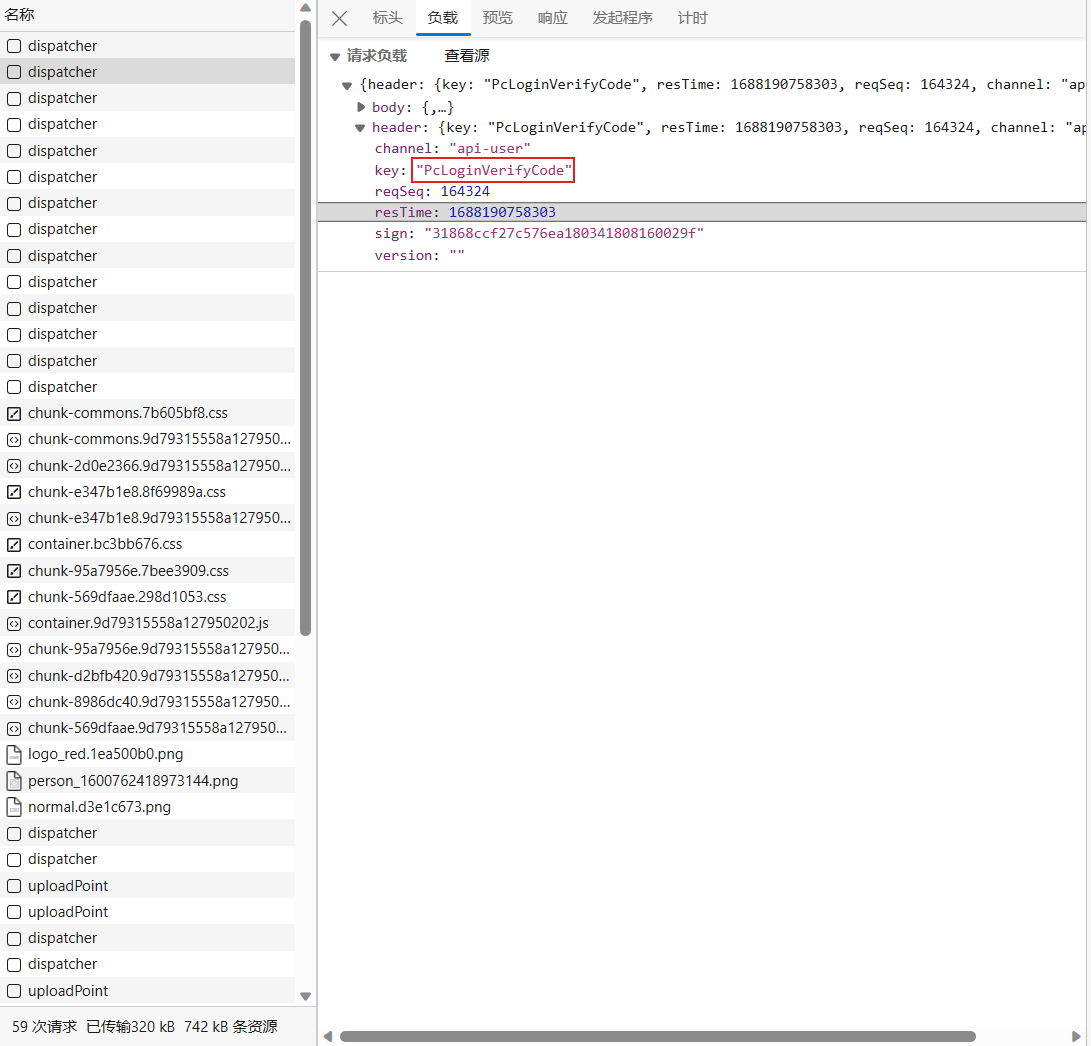 名称
dispatcher
dispatcher
dispatcher
dispatcher
dispatcher
dispatcher
dispatcher
dispatcher
dispatcher
dispatcher
dispatcher
dispatcher
dispatcher
dispatcher
chunk-commons.7b605bf8.css
chunk-commons.9d79315558a127950...
chunk-2d0e2366.9d79315558a127950...
chunk-e347b1e8.8f69989a.css
chunk-e347b1e8.9d79315558a127950...
container.bc3bb676.css
chunk-95a7956e.7bee3909.css
chunk-569dfaae.298d1053.css
container.9d79315558a127950202.js
chunk-95a7956e.9d79315558a127950...
chunk-d2bfb420.9d79315558a127950...
chunk-8986dc40.9d79315558a127950...
chunk-569dfaae.9d79315558a127950...
logo_red.1ea500b0.png
person_1600762418973144.png
normal.d3e1c673.png
dispatcher
dispatcher
uploadPoint
uploadPoint
dispatcher
dispatcher
uploadPoint
59 次请求 已传输320 kB 742 kB 条资源
标头 负载 预览 响应 发起程序 计时
请求负载 查看源
{header: {key: "PcLoginVerifyCode", resTime: 1688190758303, reqSeq: 164324, channel: "ap
body: {,…}
header: {key: "PcLoginVerifyCode", resTime: 1688190758303, reqSeq: 164324, channel: "ap
channel: "api-user"
key: "PcLoginVerifyCode"
reqSeq: 164324
resTime: 1688190758303
sign: "31868ccf27c576ea180341808160029f"
version: ""